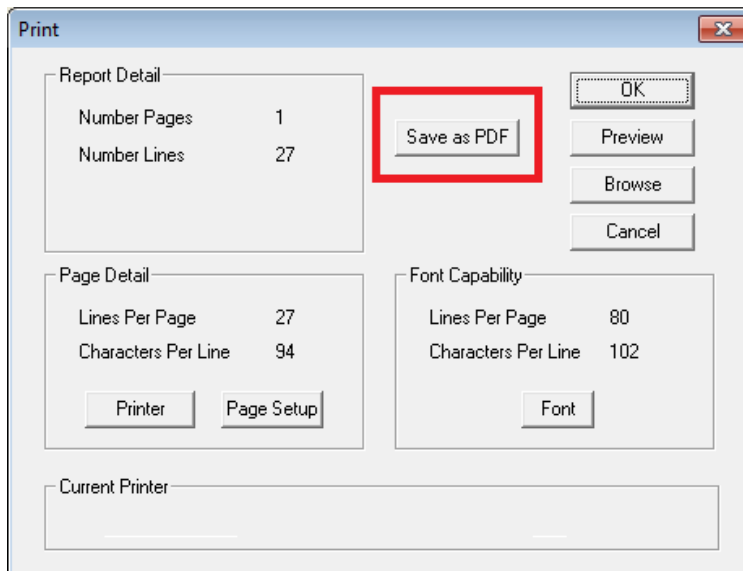 Print
Report Detail
Number Pages 1
Number Lines 27
Save as PDF
OK
Preview
Browse
Cancel
Page Detail
Lines Per Page 27
Characters Per Line 94
Printer
Page Setup
Font Capability
Lines Per Page 80
Characters Per Line 102
Font
Current Printer